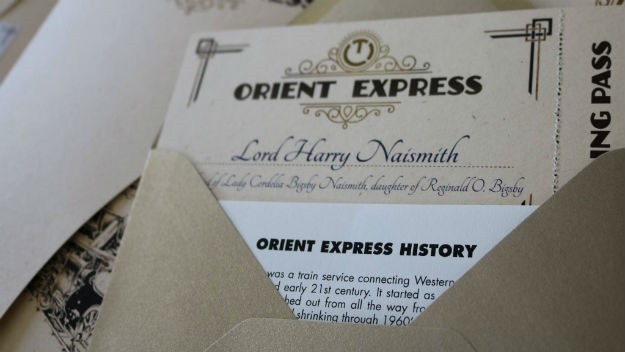 ORIENT EXPRESS
Lord Harry Naismith
of Lady Cordelia Bigsby Naismith, daughter of Reginald O. Bigsby
ING PASS
ORIENT EXPRESS HISTORY
was a train service connecting Western
early 21st century. It started as
hed out from all the way fro
shrinking through 1960